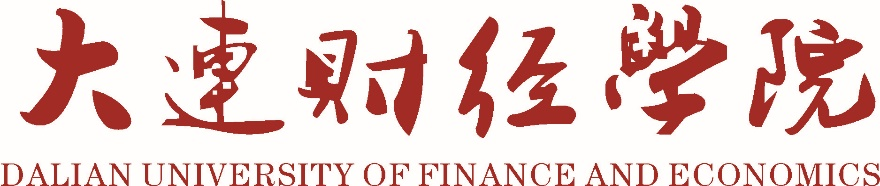 大連财经學院
DALIAN UNIVERSITY OF FINANCE AND ECONOMICS